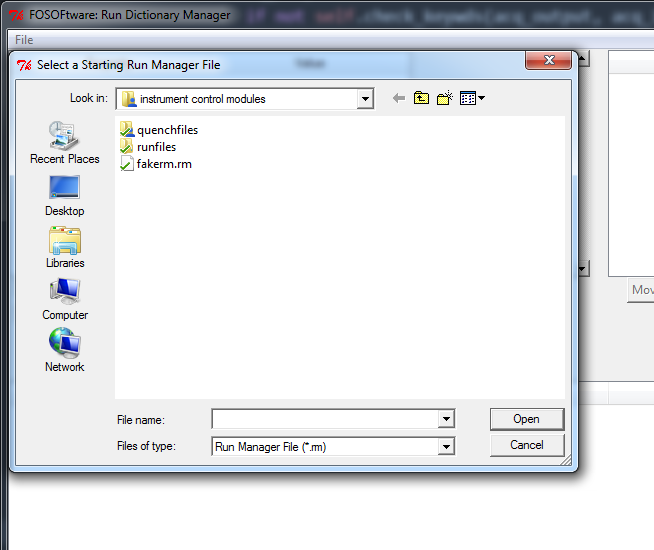 FOSOFtware: Run Dictionary Manager
if not self.check_bounds(acq_output, acq_
File
Select a Starting Run Manager File
Value
Look in:
instrument control modules
quenchfiles
runfiles
fakerm.rm
Recent Places
Desktop
Libraries
Computer
Network
Mov
File name:
Open
Files of type:
Run Manager File (*.rm)
Cancel